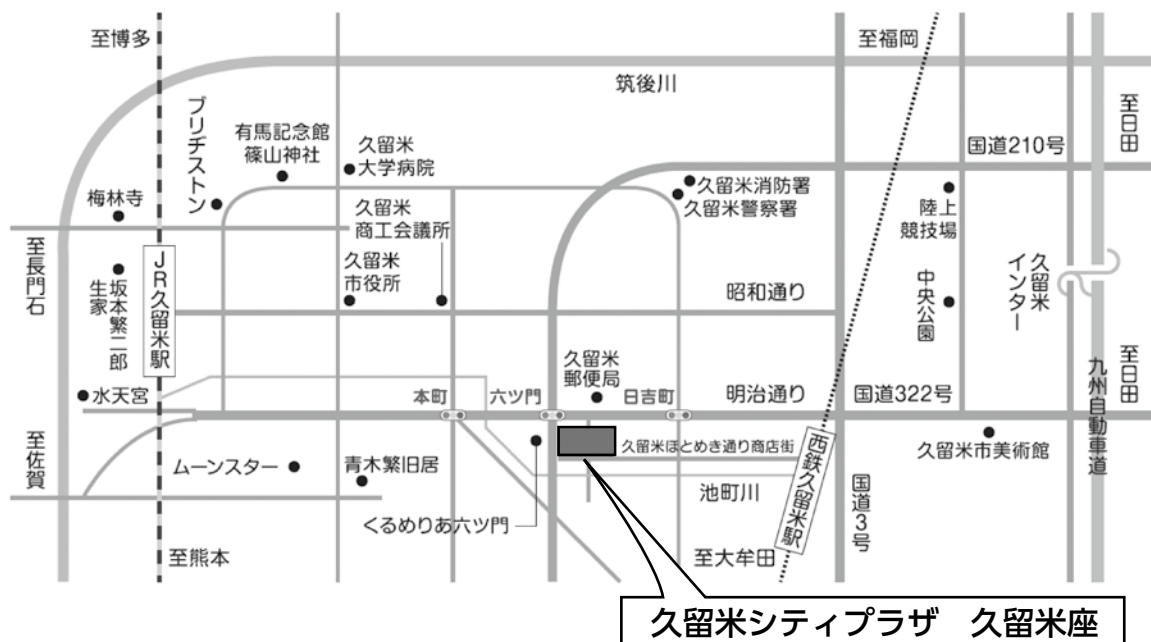 至博多
至福岡
筑後川
至日田
ブリヂストン
有馬記念館
篠山神社
久留米
大学病院
国道210号
梅林寺
久留米消防署
久留米警察署
久留米
商工会議所
陸上
競技場
至長門石
JR久留米駅
久留米
市役所
久留米
インター
坂本繁二郎
生家
昭和通り
中央公園
久留米
郵便局
至日田
九州自動車道
水天宮
本町
六ツ門
日吉町
明治通り
国道322号
至佐賀
久留米ほとめき通り商店街
西鉄久留米駅
久留米市美術館
ムーンスター
青木繁旧居
池町川
国道3号
くるめりあ六ツ門
至熊本
至大牟田
久留米シティプラザ　久留米座